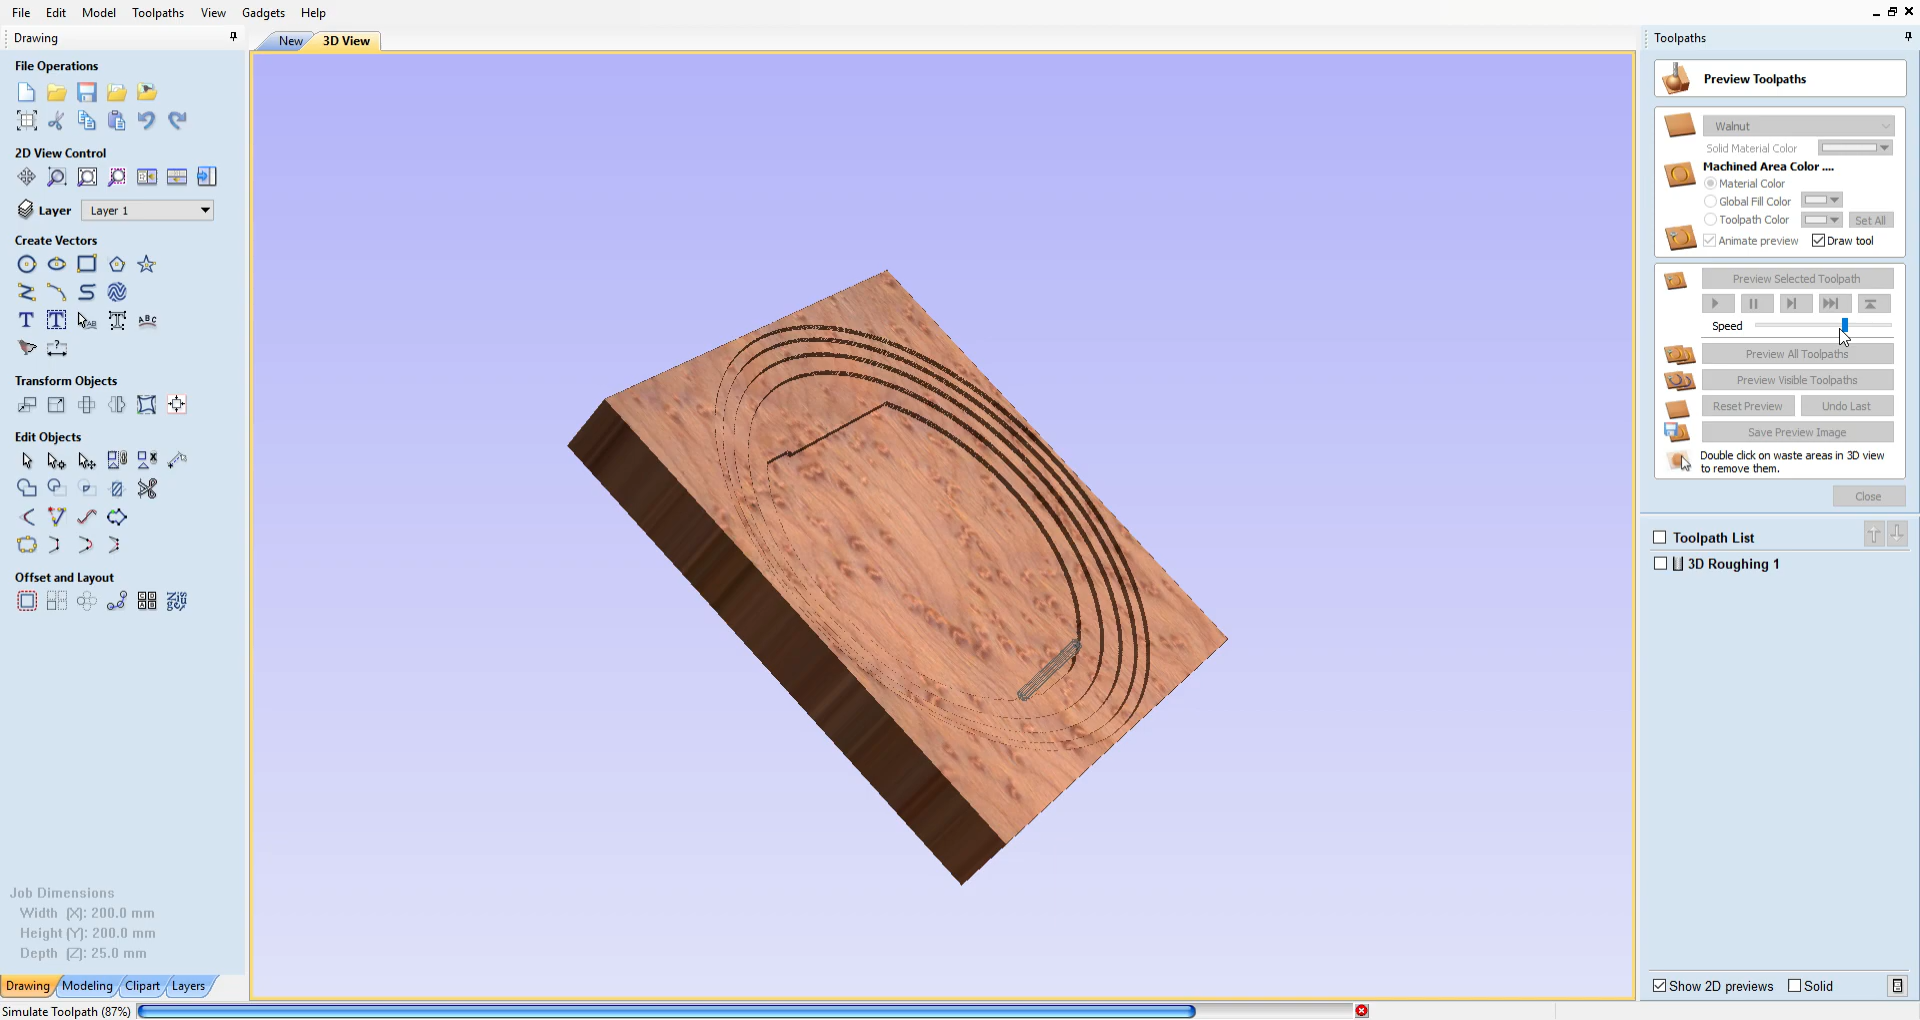 File Edit Model Toolpaths View Gadgets Help
Drawing
File Operations
2D View Control
Layer Layer 1
Create Vectors
Transform Objects
Edit Objects
Offset and Layout
Job Dimensions
Width (X): 200.0 mm
Height (Y): 200.0 mm
Depth (Z): 25.0 mm
Drawing Modeling Clipart Layers
Simulate Toolpath (87%)
New 3D View
Toolpaths
Preview Toolpaths
Walnut
Solid Material Color
Machined Area Color ....
Material Color
Global Fill Color
Toolpath Color Set All
Animate preview Draw tool
Preview Selected Toolpath
Speed
Preview All Toolpaths
Preview Visible Toolpaths
Reset Preview Undo Last
Save Preview Image
Double click on waste areas in 3D view
to remove them.
Close
Toolpath List
3D Roughing 1
Show 2D previews Solid